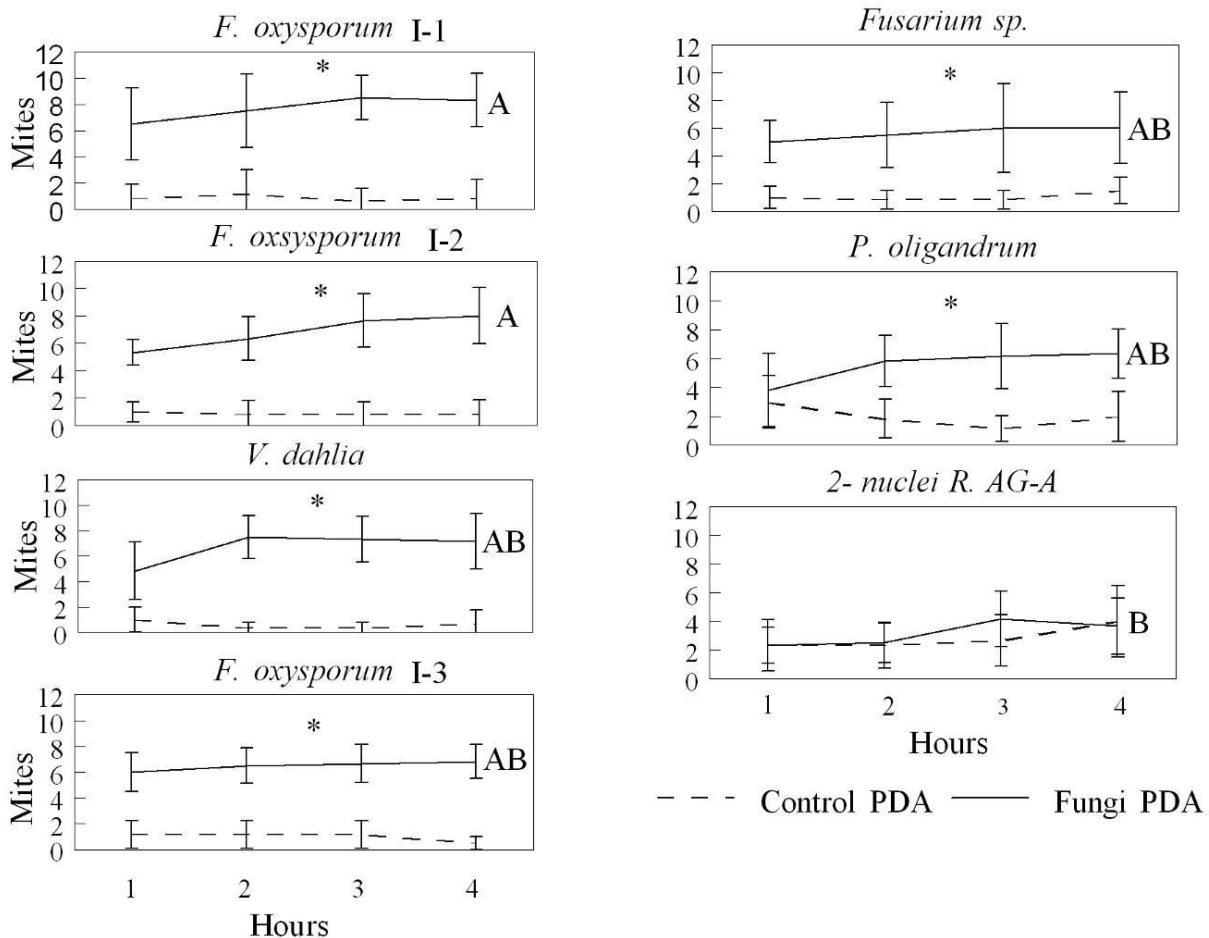 F. oxysporum I-1
12
10
8
6
4
2
0
Mites
*
A
F. oxsysporum I-2
12
10
8
6
4
2
0
Mites
*
A
V. dahlia
12
10
8
6
4
2
0
Mites
*
AB
F. oxysporum I-3
12
10
8
6
4
2
0
Mites
*
AB
1 2 3 4
Hours
Fusarium sp.
12
10
8
6
4
2
0
*
AB
P. oligandrum
12
10
8
6
4
2
0
*
AB
2- nuclei R. AG-A
12
10
8
6
4
2
0
B
1 2 3 4
Hours
Control PDA Fungi PDA